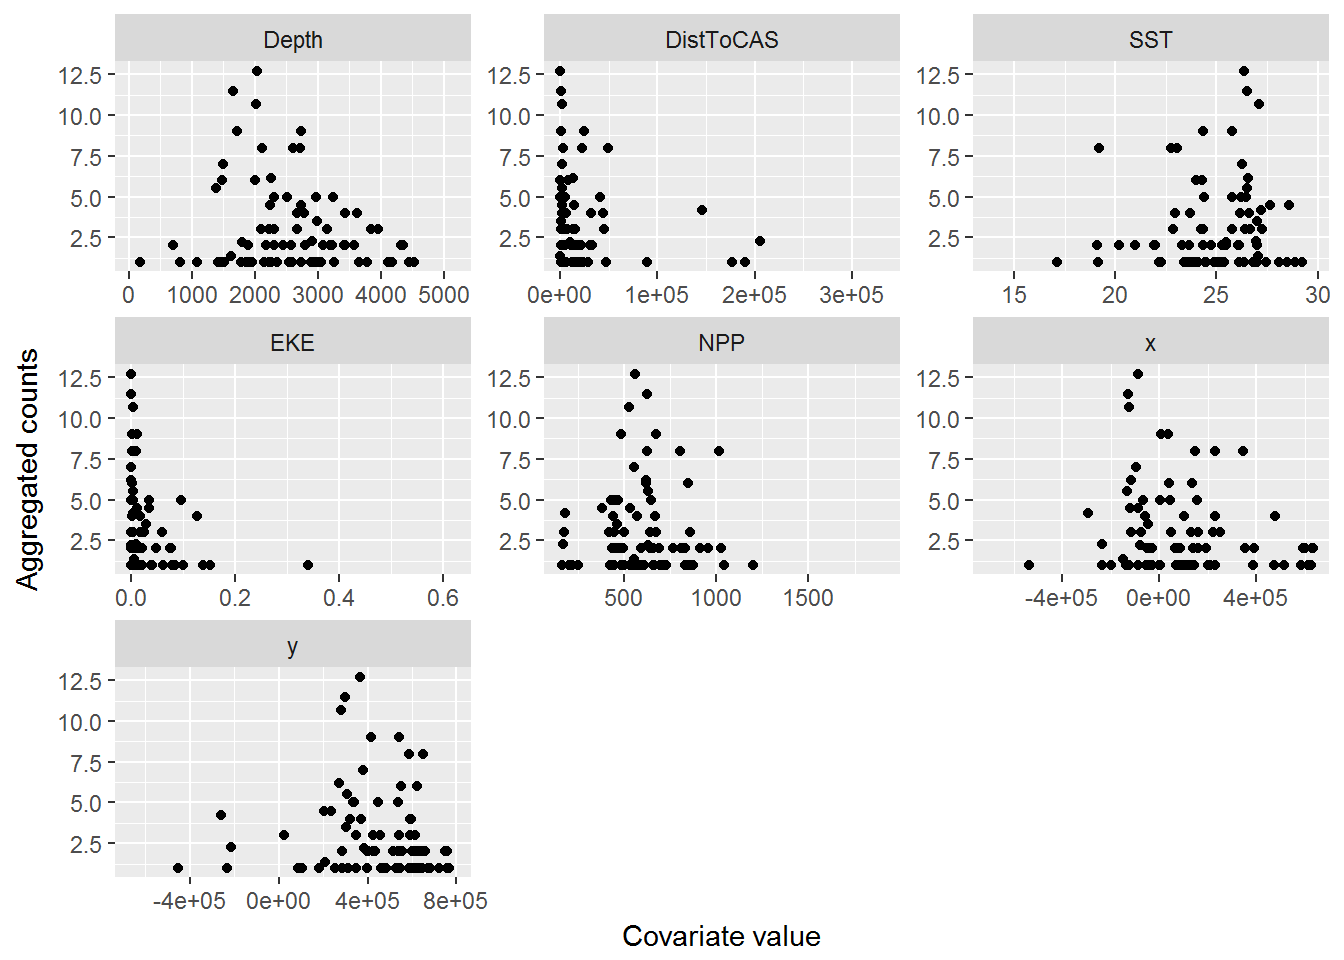 Depth DistToCAS SST
12.5 12.5 12.5
10.0 10.0 10.0
7.5 7.5 7.5
5.0 5.0 5.0
2.5 2.5 2.5
0 1000 2000 3000 4000 5000 0e+00 1e+05 2e+05 3e+05 15 20 25 30
EKE NPP x
12.5 12.5 12.5
10.0 10.0 10.0
7.5 7.5 7.5
5.0 5.0 5.0
2.5 2.5 2.5
0.0 0.2 0.4 0.6 500 1000 1500 -4e+05 0e+00 4e+05
Aggregated counts
y
12.5
10.0
7.5
5.0
2.5
-4e+05 0e+00 4e+05 8e+05
Covariate value